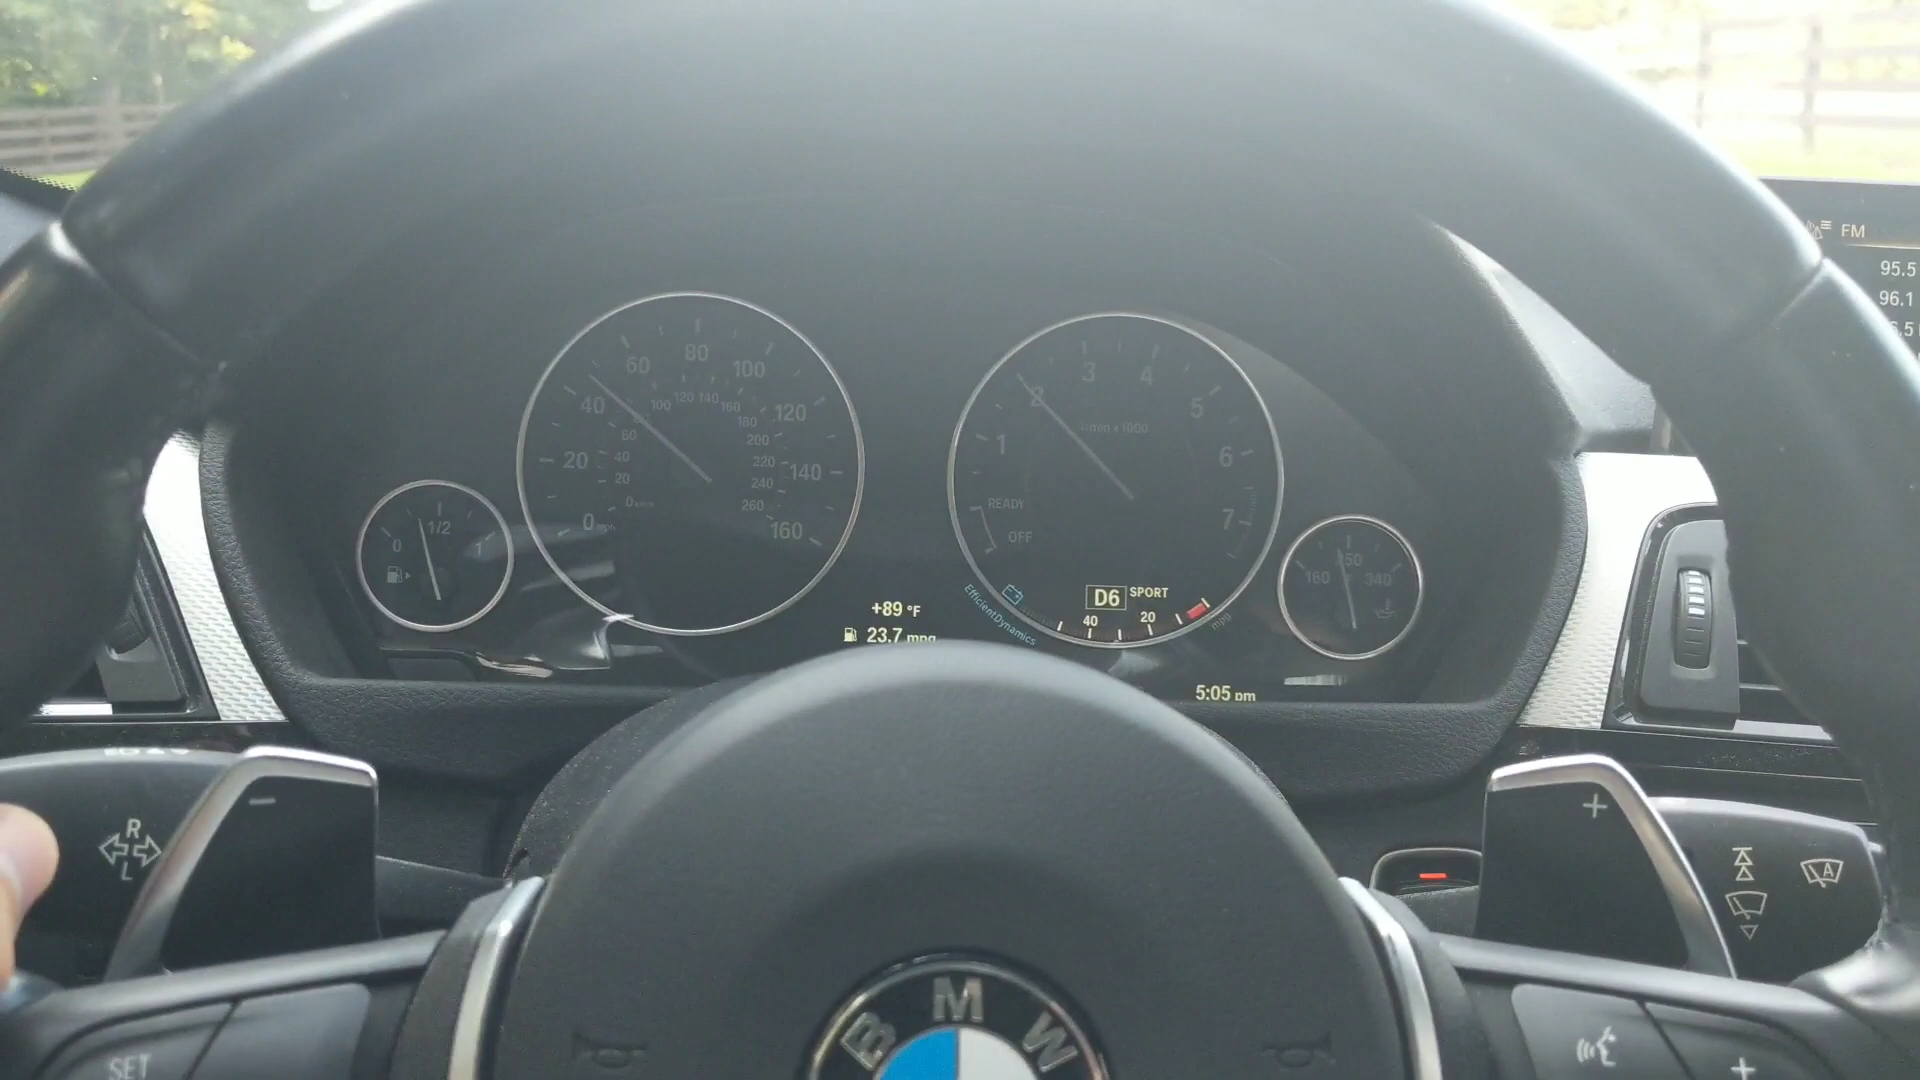 FM
95.5
96.1
60 80 100
40 120
20 140
0 mph 160
100 120 140 160
60 180
40 200
20 220
0 km/h 240
260
3 4
2 5
1 1/min x 1000 6
READY 7
OFF
0 1/2 1
160 250 340
°F
EfficientDynamics
D6 SPORT
40 20
mpg
+89 °F
23.7 mpg
5:05 pm
−
+
R
L
A
BMW
SET
+